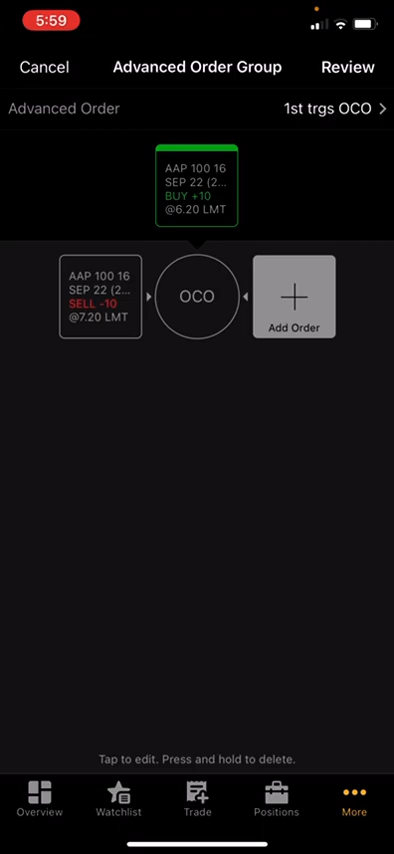 5:59
Cancel
Advanced Order Group
Review
Advanced Order
1st trgs OCO
AAP 100 16
SEP 22 (2...
BUY +10
@6.20 LMT
AAP 100 16
SEP 22 (2...
SELL -10
@7.20 LMT
OCO
Add Order
Tap to edit. Press and hold to delete.
Overview
Watchlist
Trade
Positions
More